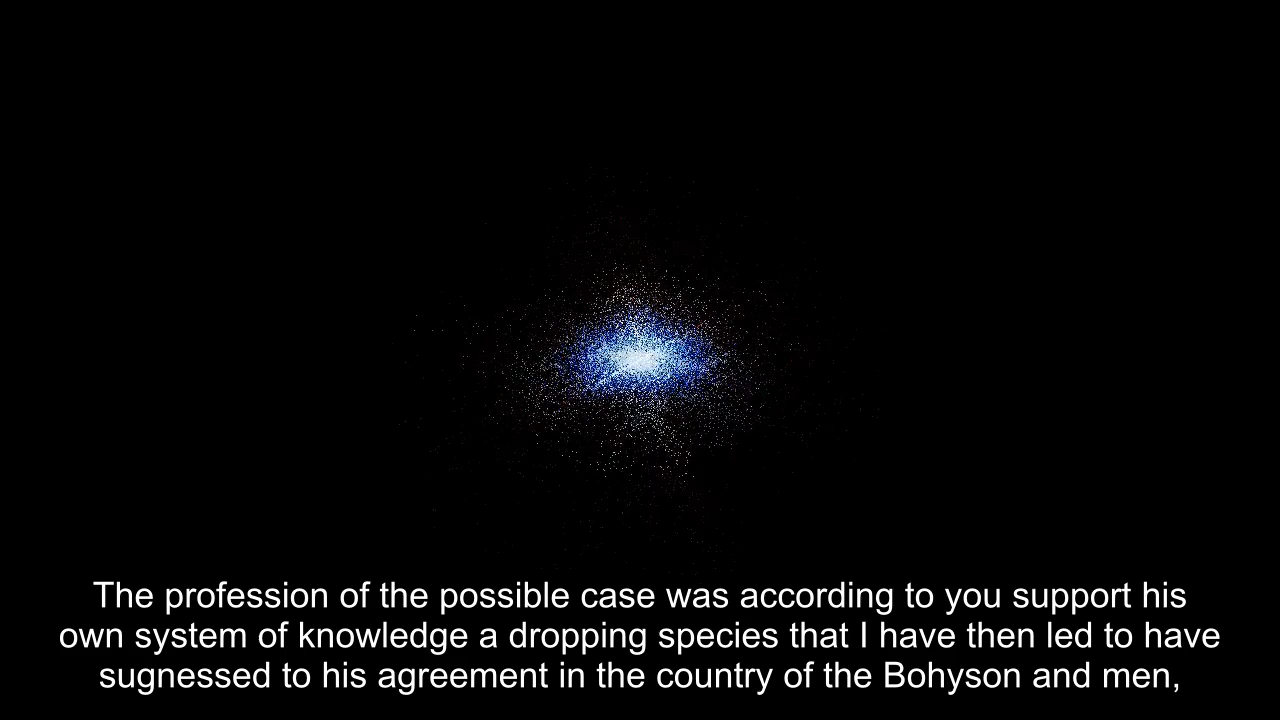 The profession of the possible case was according to you support his
own system of knowledge a dropping species that I have then led to have
sugnessed to his agreement in the country of the Bohyson and men,